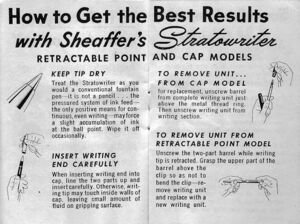 How to Get the Best Results
with Sheaffer's Stratowriter
RETRACTABLE POINT AND CAP MODELS
KEEP TIP DRY
Treat the Stratowriter as you
would a conventional fountain
pen—it is not a pencil . . . the
pressured system of ink feed—
the only positive means for con-
tinuous, even writing—may force
a slight accumulation of ink
at the ball point. Wipe it off
occasionally.
INSERT WRITING
END CAREFULLY
When inserting writing end into
cap, line the two parts up and
insert carefully. Otherwise, writ-
ing tip may touch inside walls of
cap, leaving small amount of
fluid on gripping surface.
TO REMOVE UNIT...
FROM CAP MODEL
for replacement, unscrew barrel
from complete writing unit just
above the metal thread ring.
Then unscrew writing unit from
writing section.
TO REMOVE UNIT FROM
RETRACTABLE POINT MODEL
Unscrew the two-part barrel while writing
tip is retracted. Grasp the upper part of the
barrel above the
clip so as not to
bend the clip—re-
move writing unit
and replace with a
new writing unit.